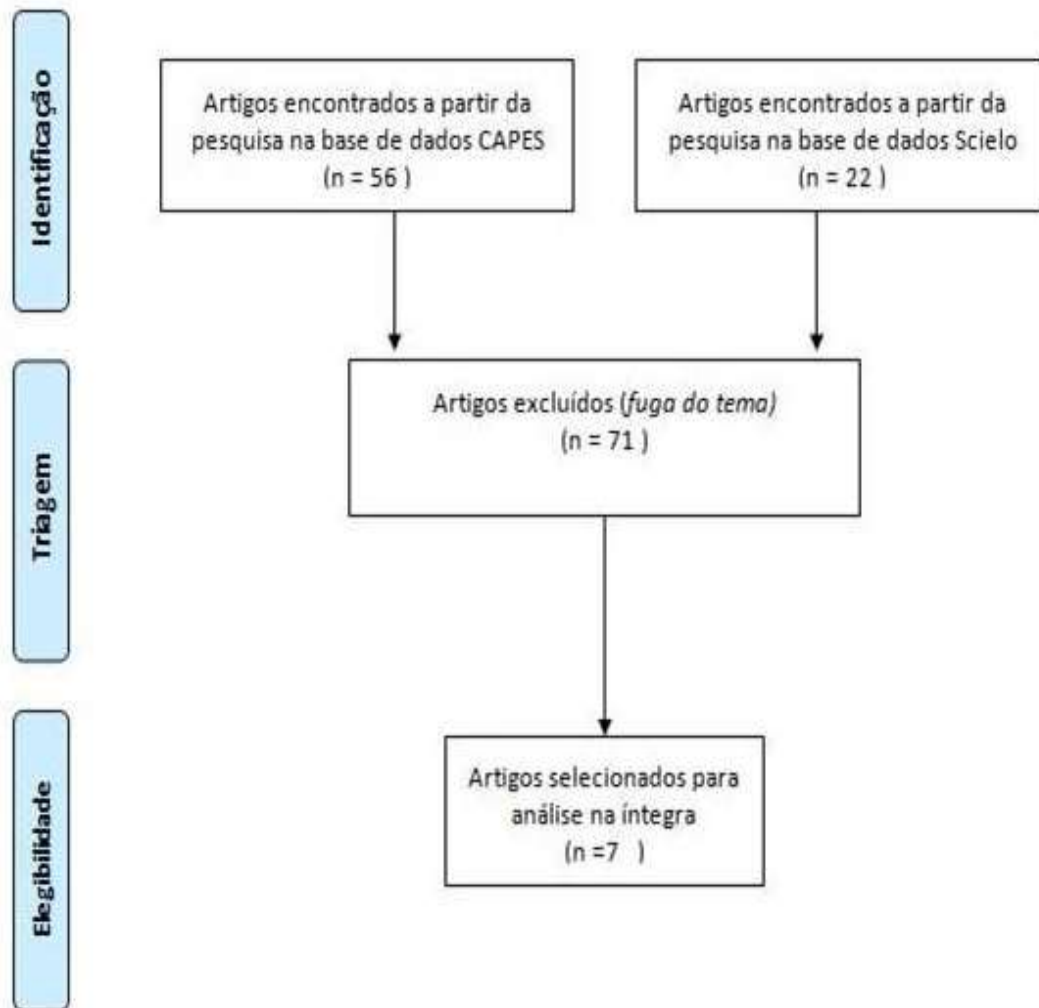 Identificação
Artigos encontrados a partir da
pesquisa na base de dados CAPES
(n = 56 )
Artigos encontrados a partir da
pesquisa na base de dados Scielo
(n = 22 )
Triagem
Artigos excluídos (fuga do tema)
(n = 71 )
Elegibilidade
Artigos selecionados para
análise na íntegra
(n =7 )